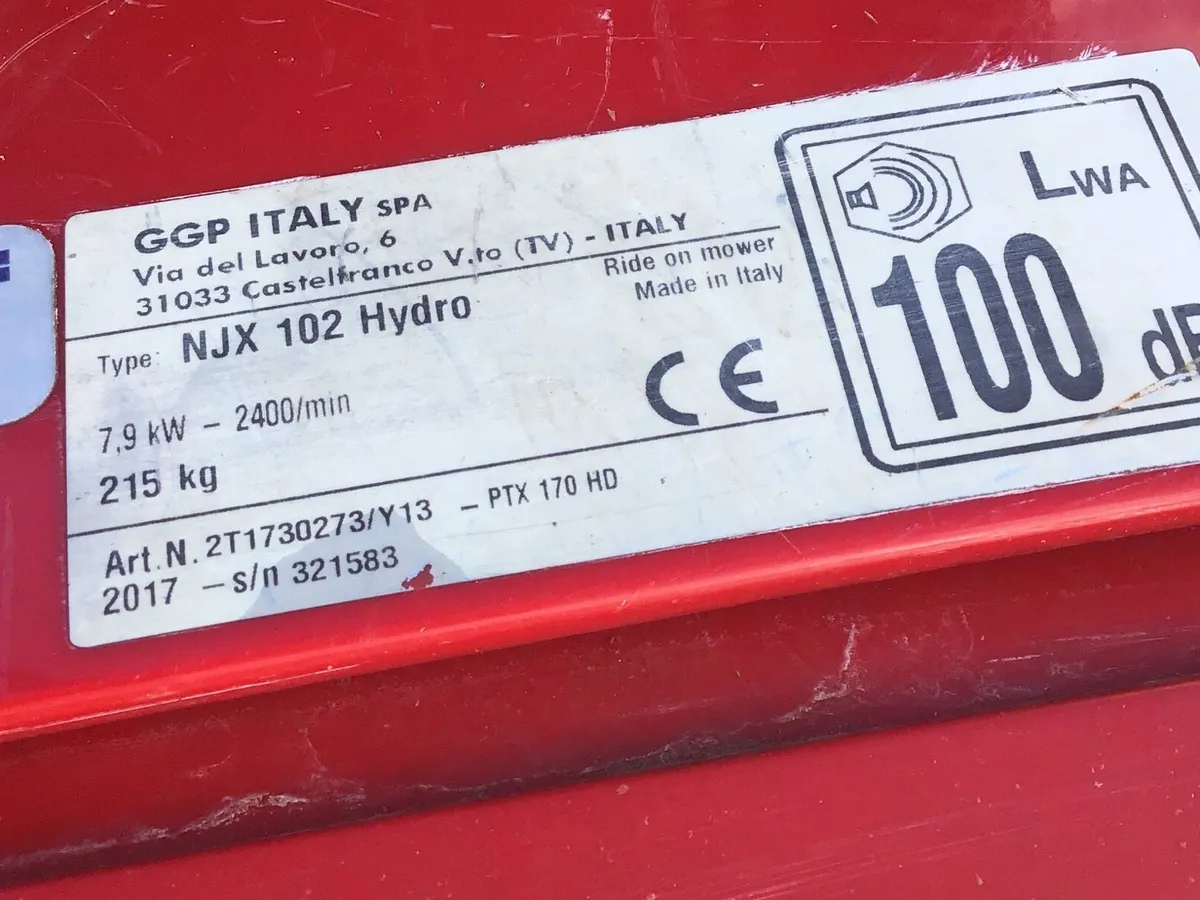 GGP ITALY SPA
Via del Lavoro, 6
31033 Castelfranco V.to (TV) - ITALY
Type: NJX 102 Hydro
Ride on mower
Made in Italy
7,9 kW – 2400/min
215 kg
CE
Art.N. 2T1730273/Y13 – PTX 170 HD
2017 – s/n 321583
LWA
100